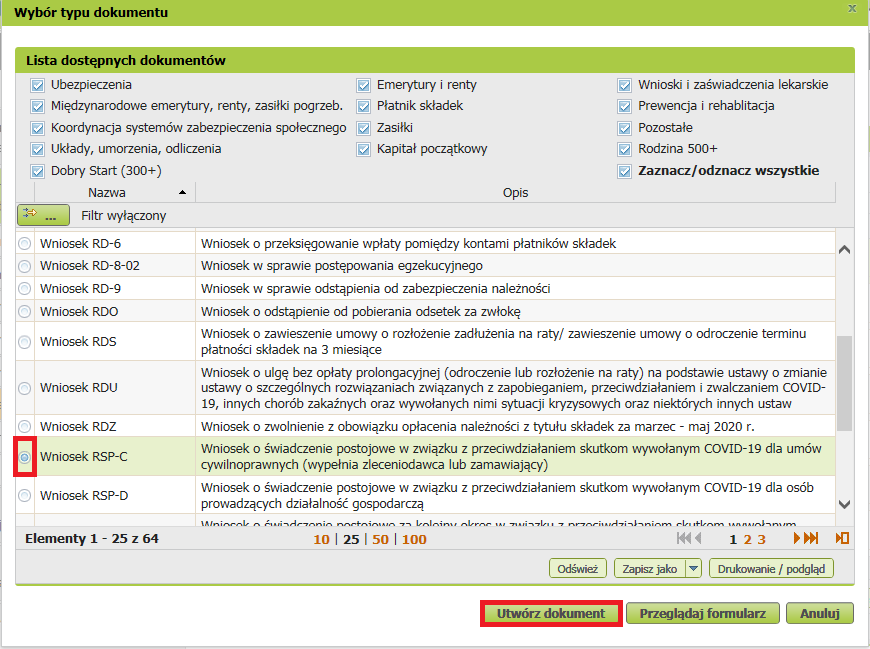 Wybór typu dokumentu
Lista dostępnych dokumentów
Ubezpieczenia
Emerytury i renty
Wnioski i zaświadczenia lekarskie
Międzynarodowe emerytury, renty, zasiłki pogrzeb.
Płatnik składek
Prewencja i rehabilitacja
Koordynacja systemów zabezpieczenia społecznego
Zasiłki
Pozostałe
Układy, umorzenia, odliczenia
Kapitał początkowy
Rodzina 500+
Dobry Start (300+)
Zaznacz/odznacz wszystkie
Nazwa
Opis
...
Filtr wyłączony
Wniosek RD-6
Wniosek o przeksięgowanie wpłaty pomiędzy kontami płatników składek
Wniosek RD-8-02
Wniosek w sprawie postępowania egzekucyjnego
Wniosek RD-9
Wniosek w sprawie odstąpienia od zabezpieczenia należności
Wniosek RDO
Wniosek o odstąpienie od pobierania odsetek za zwłokę
Wniosek RDS
Wniosek o zawieszenie umowy o rozłożenie zadłużenia na raty/ zawieszenie umowy o odroczenie terminu
płatności składek na 3 miesiące
Wniosek RDU
Wniosek o ulgę bez opłaty prolongacyjnej (odroczenie lub rozłożenie na raty) na podstawie ustawy o zmianie
ustawy o szczególnych rozwiązaniach związanych z zapobieganiem, przeciwdziałaniem i zwalczaniem COVID-
19, innych chorób zakaźnych oraz wywołanych nimi sytuacji kryzysowych oraz niektórych innych ustaw
Wniosek RDZ
Wniosek o zwolnienie z obowiązku opłacenia należności z tytułu składek za marzec - maj 2020 r.
Wniosek RSP-C
Wniosek o świadczenie postojowe w związku z przeciwdziałaniem skutkom wywołanym COVID-19 dla umów
cywilnoprawnych (wypełnia zleceniodawca lub zamawiający)
Wniosek RSP-D
Wniosek o świadczenie postojowe w związku z przeciwdziałaniem skutkom wywołanym COVID-19 dla osób
prowadzących działalność gospodarczą
Wniosek o świadczenie postojowe za kolejny okres w związku z przeciwdziałaniem skutkom wywołanym
Elementy 1 - 25 z 64
10 | 25 | 50 | 100
1 2 3
Odśwież
Zapisz jako
Drukowanie / podgląd
Utwórz dokument
Przeglądaj formularz
Anuluj